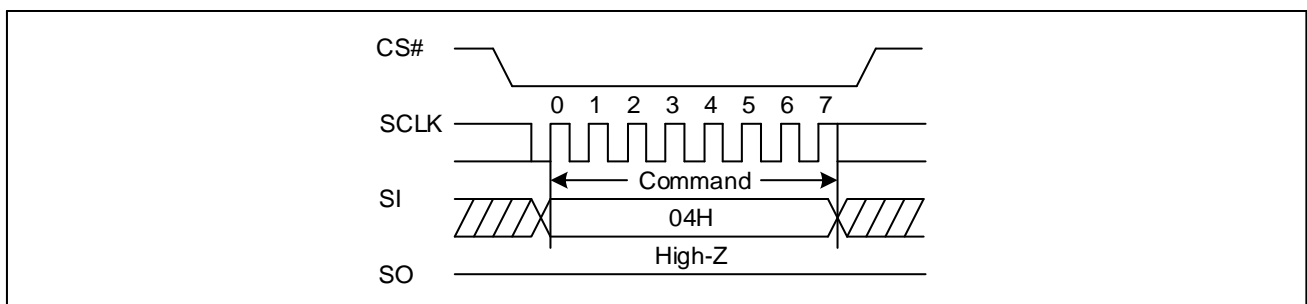 CS#
0 1 2 3 4 5 6 7
SCLK
Command
SI
04H
High-Z
SO